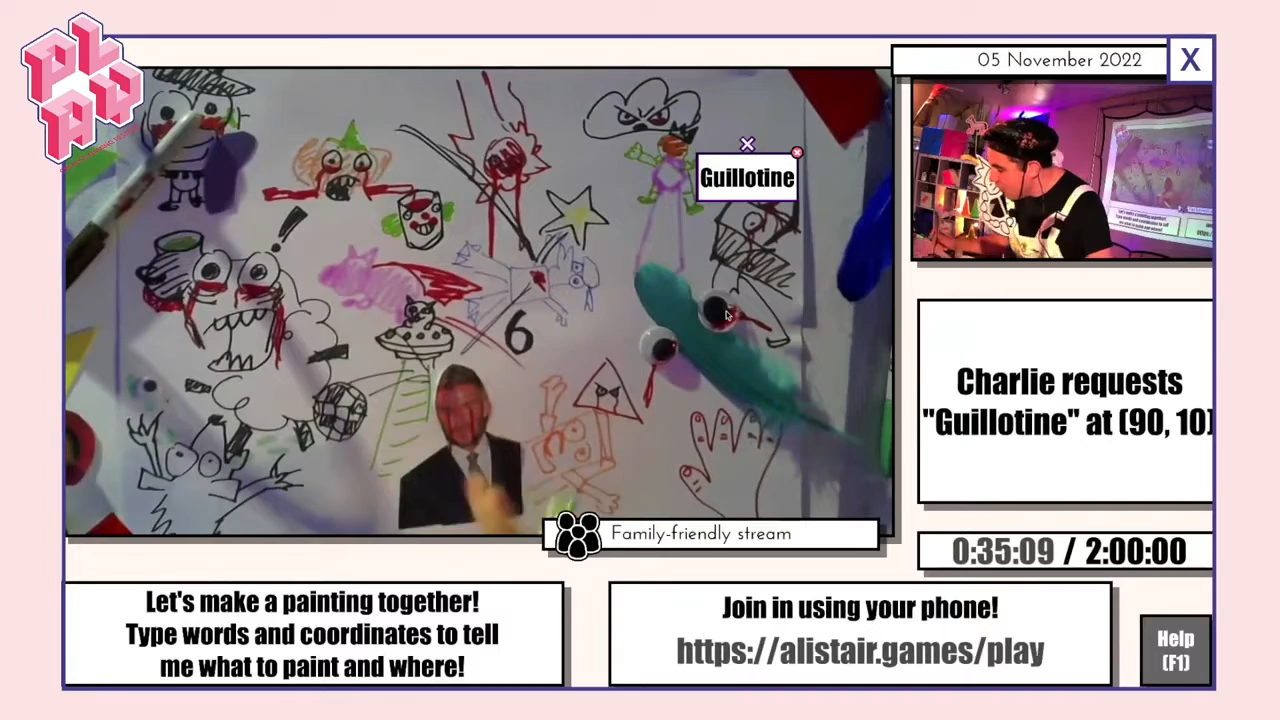 PLAY
05 November 2022
X
Guillotine
6
Charlie requests
"Guillotine" at (90, 10)
Family-friendly stream
0:35:09 / 2:00:00
Let's make a painting together!
Type words and coordinates to tell
me what to paint and where!
Join in using your phone!
https://alistair.games/play
Help
(F1)